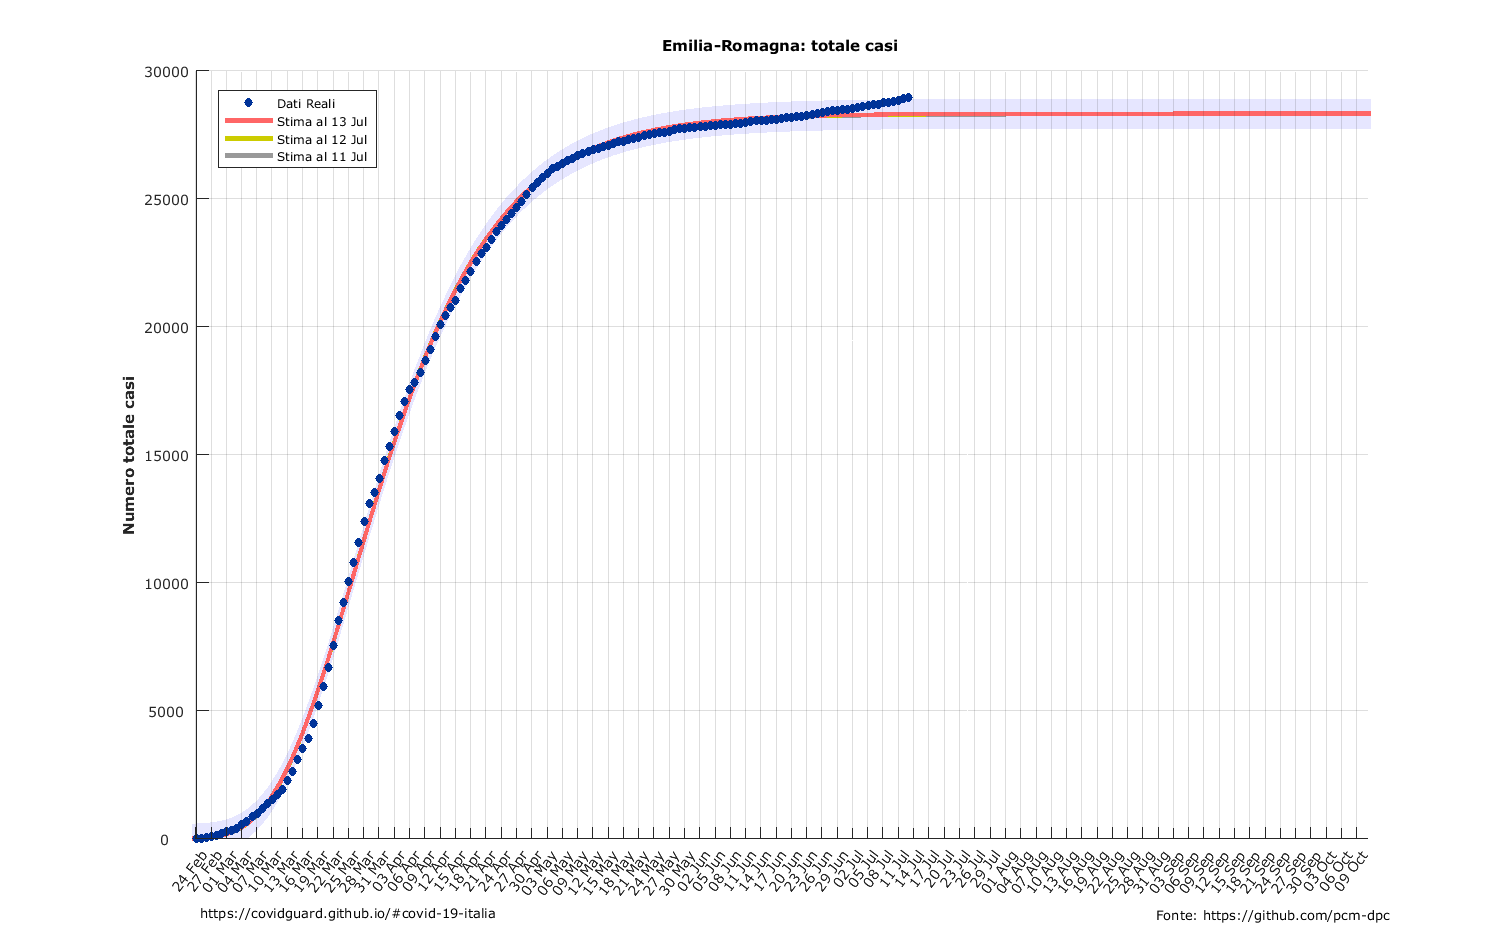 Emilia-Romagna: totale casi
30000
25000
20000
15000
10000
5000
0
Numero totale casi
Dati Reali
Stima al 13 Jul
Stima al 12 Jul
Stima al 11 Jul
24 Feb
27 Feb
01 Mar
04 Mar
07 Mar
10 Mar
13 Mar
16 Mar
19 Mar
22 Mar
25 Mar
28 Mar
31 Mar
03 Apr
06 Apr
09 Apr
12 Apr
15 Apr
18 Apr
21 Apr
24 Apr
27 Apr
30 Apr
03 May
06 May
09 May
12 May
15 May
18 May
21 May
24 May
27 May
30 May
02 Jun
05 Jun
08 Jun
11 Jun
14 Jun
17 Jun
20 Jun
23 Jun
26 Jun
29 Jun
02 Jul
05 Jul
08 Jul
11 Jul
14 Jul
17 Jul
20 Jul
23 Jul
26 Jul
29 Jul
01 Aug
04 Aug
07 Aug
10 Aug
13 Aug
16 Aug
19 Aug
22 Aug
25 Aug
28 Aug
31 Aug
03 Sep
06 Sep
09 Sep
12 Sep
15 Sep
18 Sep
21 Sep
24 Sep
27 Sep
30 Sep
03 Oct
06 Oct
09 Oct
https://covidguard.github.io/#covid-19-italia
Fonte: https://github.com/pcm-dpc